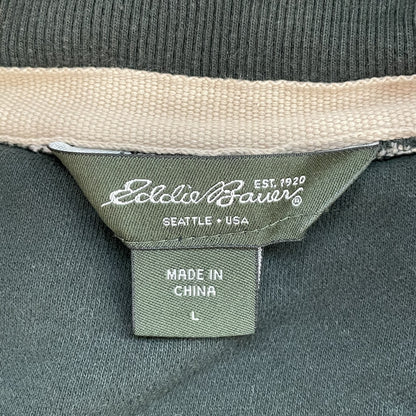 Eddie Bauer®
EST. 1920
SEATTLE • USA
MADE IN
CHINA
L